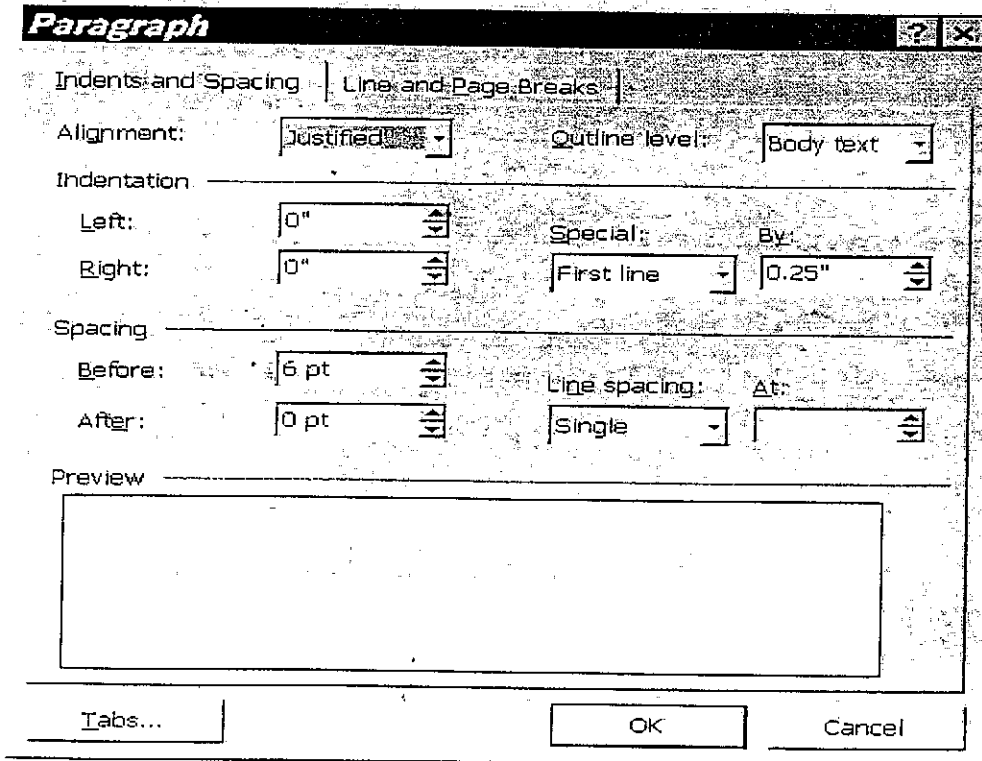 Paragraph ? ×
Indents and Spacing Line and Page Breaks
Alignment: Justified Outline level: Body text
Indentation
Left: 0" Special: By:
Right: 0" First line 0.25"
Spacing
Before: 6 pt Line spacing: At:
After: 0 pt Single
Preview
Tabs... OK Cancel